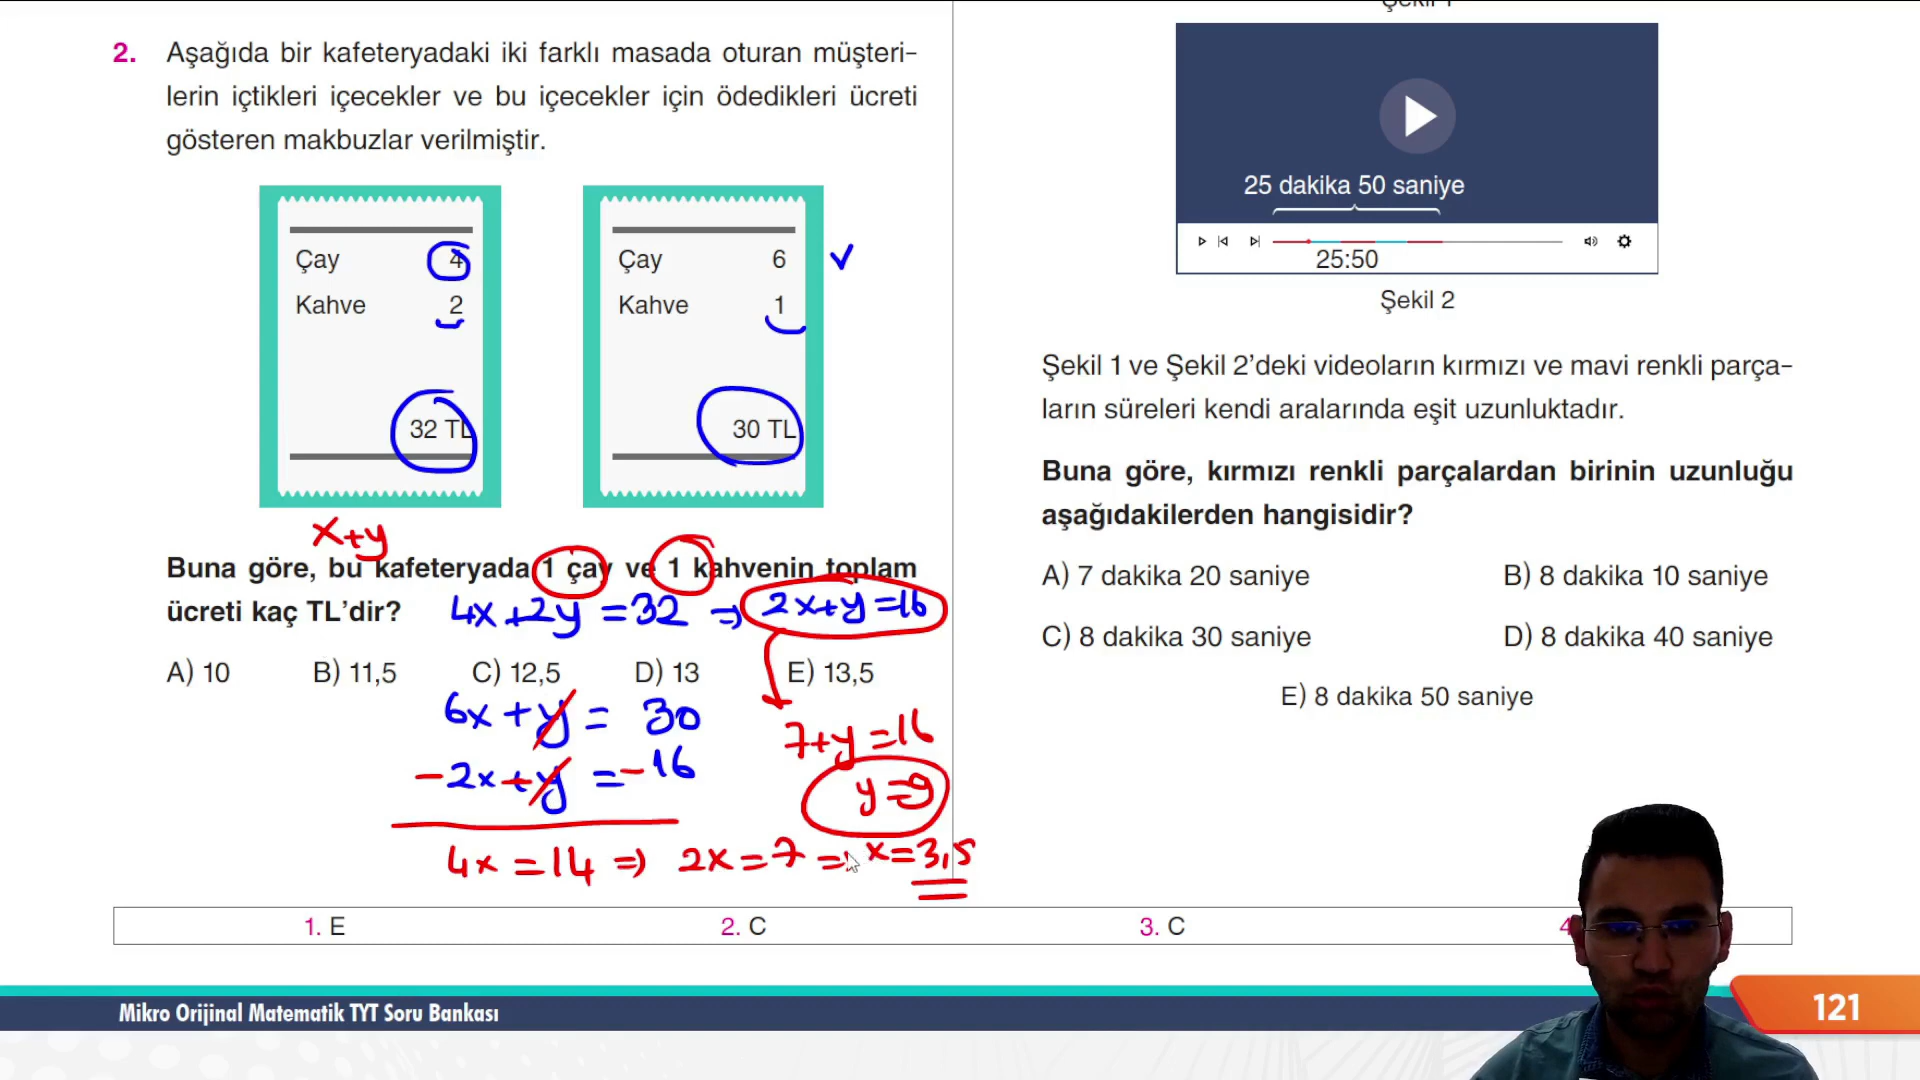 2. Aşağıda bir kafeteryadaki iki farklı masada oturan müşteri-
lerin içtikleri içecekler ve bu içecekler için ödedikleri ücreti
gösteren makbuzlar verilmiştir.
Çay 4
Kahve 2
32 TL
Çay 6
Kahve 1
30 TL
x+y
Buna göre, bu kafeteryada 1 çay ve 1 kahvenin toplam
ücreti kaç TL'dir?
4x+2y=32 ⇒ 2x+y=16
A) 10 B) 11,5 C) 12,5 D) 13 E) 13,5
6x+y=30
-2x+y=-16
7+y=16
y=9
4x=14 ⇒ 2x=7 ⇒ x=3,5
25 dakika 50 saniye
25:50
Şekil 2
Şekil 1 ve Şekil 2'deki videoların kırmızı ve mavi renkli parça-
ların süreleri kendi aralarında eşit uzunluktadır.
Buna göre, kırmızı renkli parçalardan birinin uzunluğu
aşağıdakilerden hangisidir?
A) 7 dakika 20 saniye B) 8 dakika 10 saniye
C) 8 dakika 30 saniye D) 8 dakika 40 saniye
E) 8 dakika 50 saniye
1. E 2. C 3. C 4
Mikro Orijinal Matematik TYT Soru Bankası
121